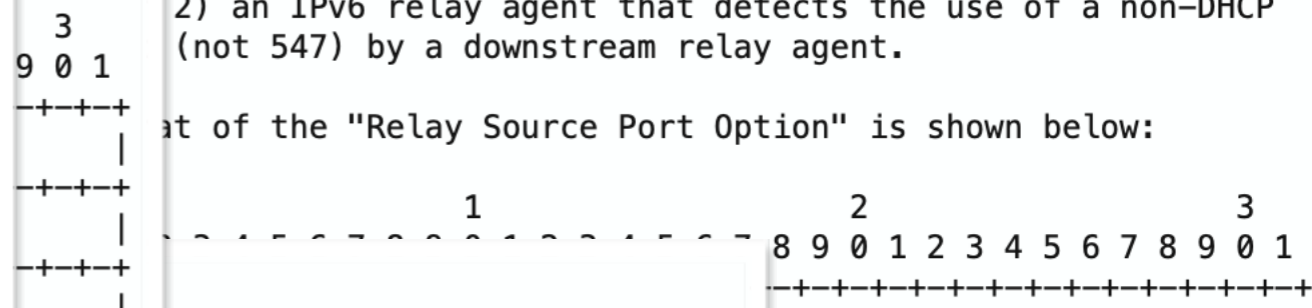 3
9 0 1
-+-+-+
|
-+-+-+
|
-+-+-+
|
2) an IPv6 relay agent that detects the use of a non-DHCP
(not 547) by a downstream relay agent.
at of the "Relay Source Port Option" is shown below:
1 2 3
8 9 0 1 2 3 4 5 6 7 8 9 0 1
-+-+-+-+-+-+-+-+-+-+-+-+-+-+